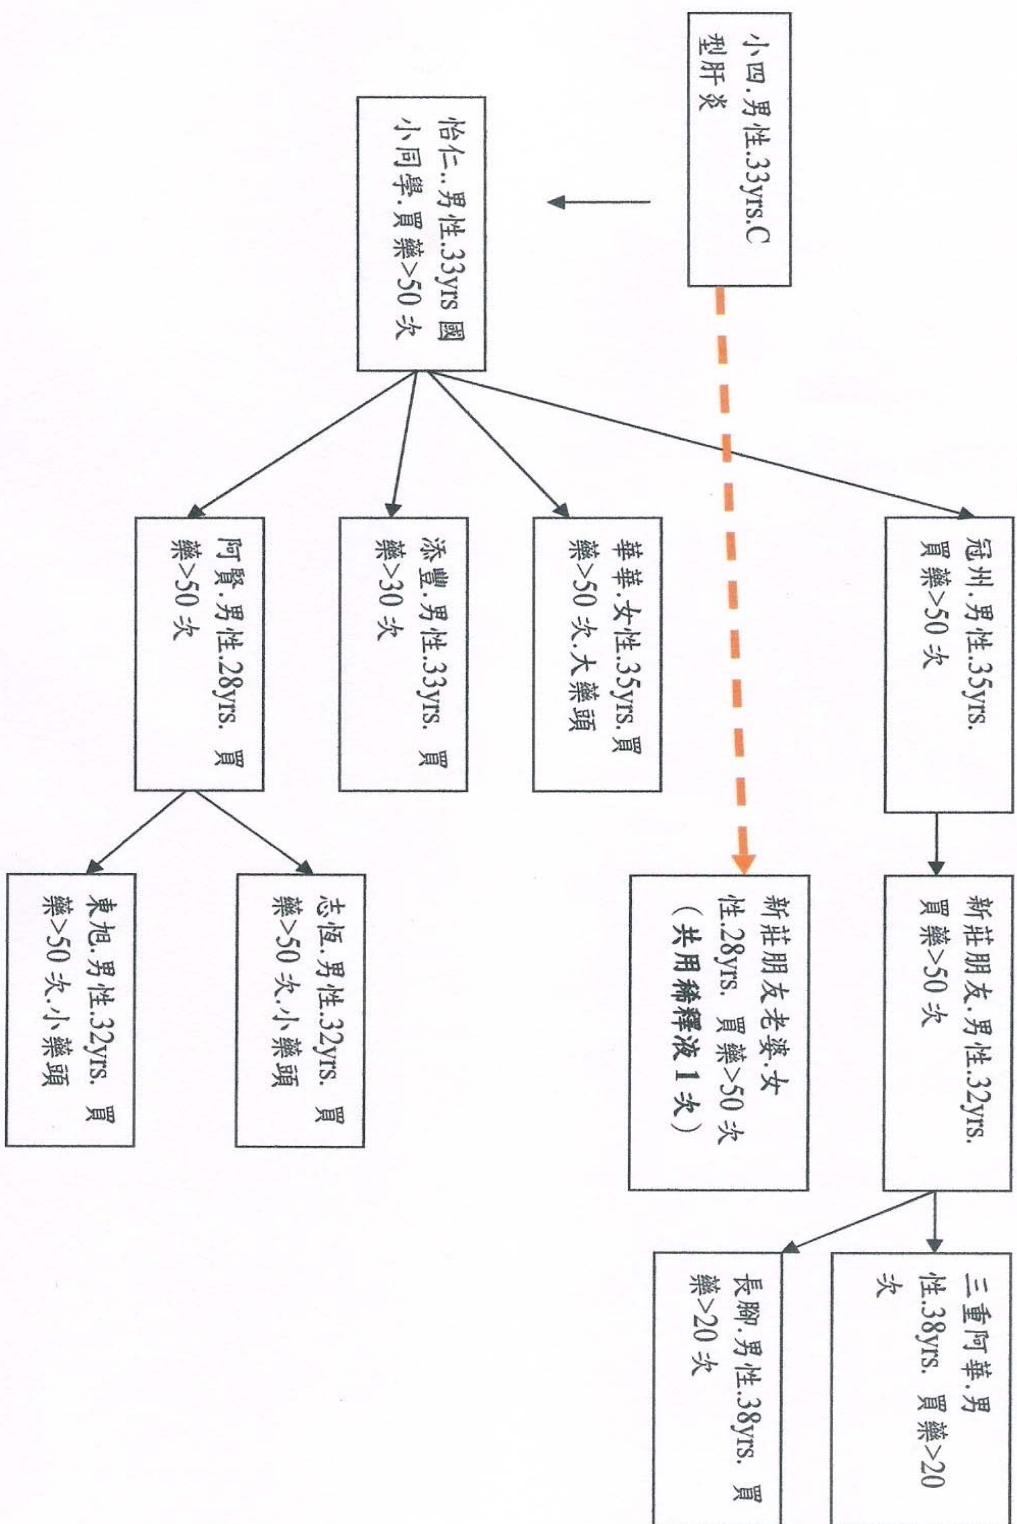 小四.男性.33yrs.C
型肝炎
怡仁..男性.33yrs 國
小同學.買藥>50 次
冠州.男性.35yrs.
買藥>50 次
華華.女性.35yrs.買
藥>50 次.大藥頭
添豐.男性.33yrs. 買
藥>30 次
阿賢.男性.28yrs. 買
藥>50 次
新莊朋友.男性.32yrs.
買藥>50 次
新莊朋友老婆.女
性.28yrs. 買藥>50 次
(共用稀釋液 1 次)
志恆.男性.32yrs. 買
藥>50 次.小藥頭
東旭.男性.32yrs. 買
藥>50 次.小藥頭
三重阿華.男
性.38yrs. 買藥>20
次
長腳.男性.38yrs. 買
藥>20 次